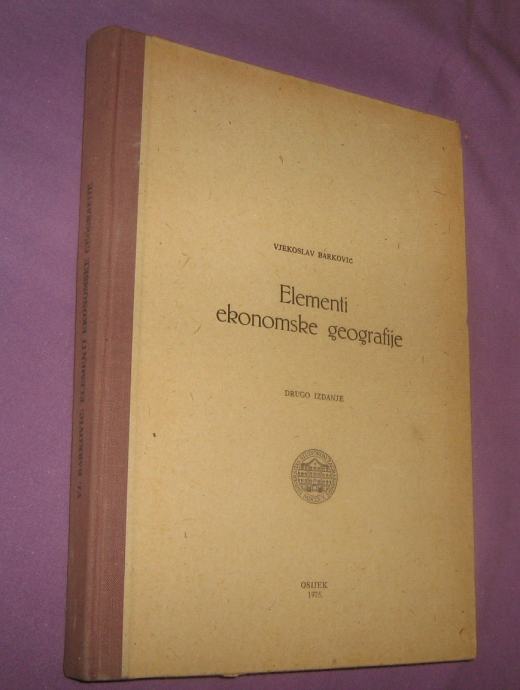 VJ. BARKOVIĆ: ELEMENTI EKONOMSKE GEOGRAFIJE
VJEKOSLAV BARKOVIĆ
Elementi
ekonomske geografije
DRUGO IZDANJE
OSIJEK
1975.